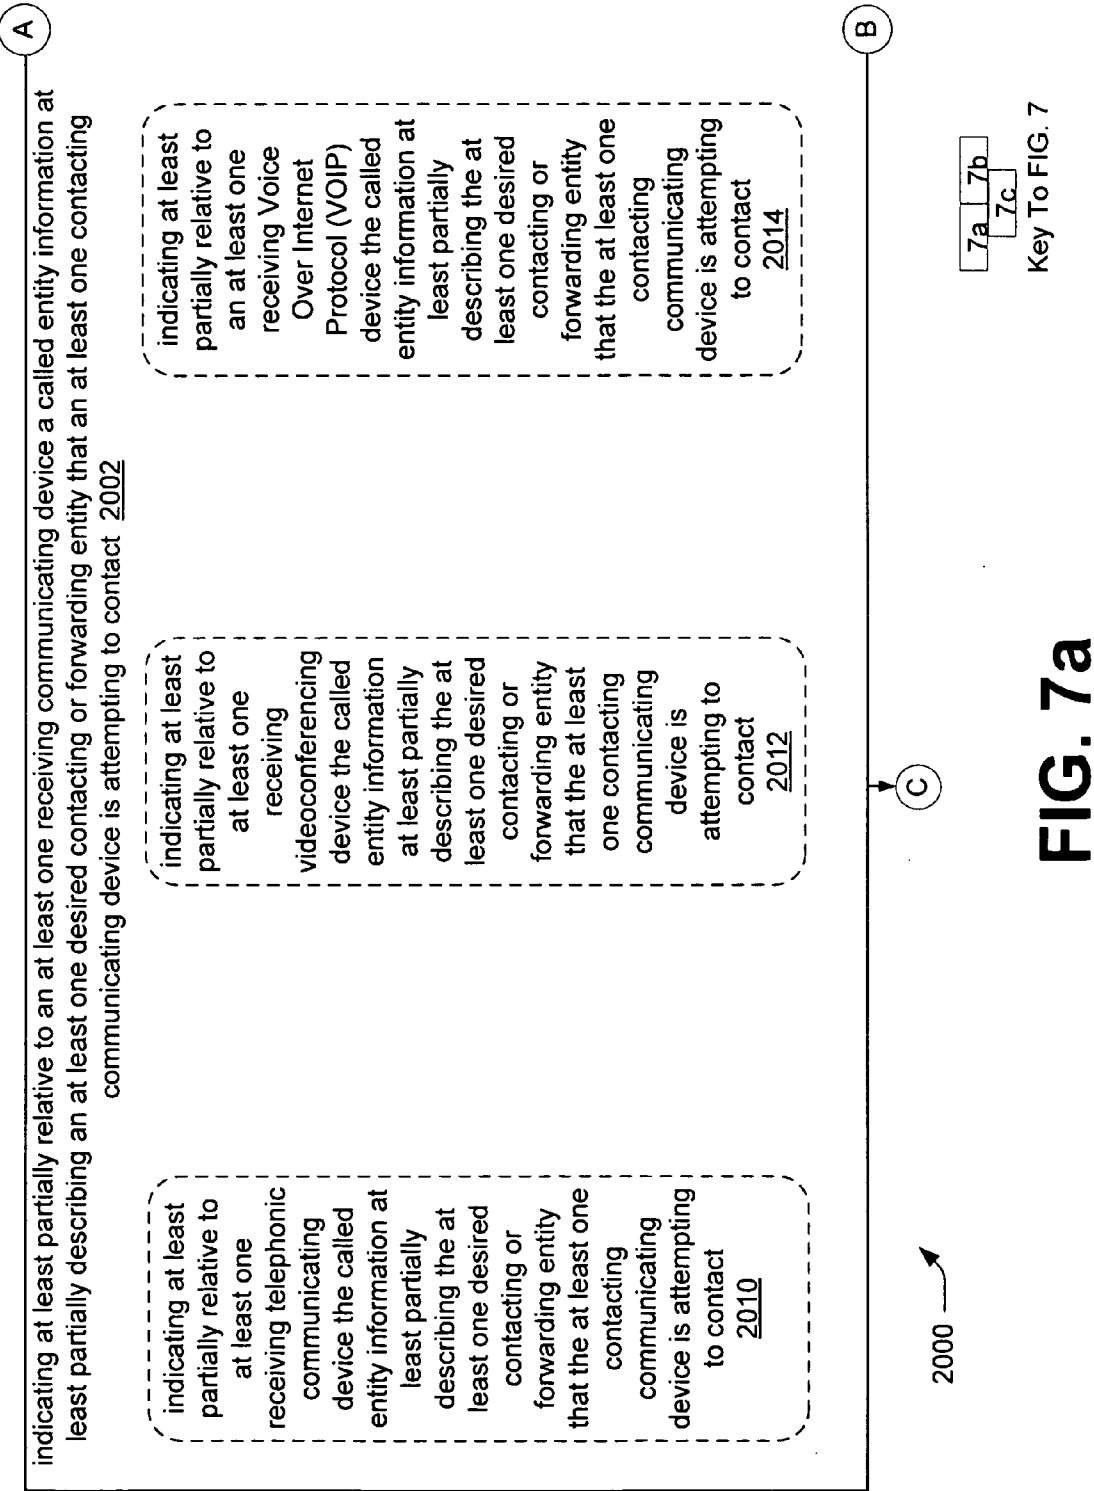 A
indicating at least partially relative to an at least one receiving communicating device a called entity information at
least partially describing an at least one desired contacting or forwarding entity that an at least one contacting
communicating device is attempting to contact 2002
indicating at least
partially relative to
at least one
receiving telephonic
communicating
device the called
entity information at
least partially
describing the at
least one desired
contacting or
forwarding entity
that the at least one
contacting
communicating
device is attempting
to contact
2010
indicating at least
partially relative to
at least one
receiving
videoconferencing
device the called
entity information
at least partially
describing the at
least one desired
contacting or
forwarding entity
that the at least
one contacting
communicating
device is
attempting to
contact
2012
indicating at least
partially relative to
an at least one
receiving Voice
Over Internet
Protocol (VOIP)
device the called
entity information at
least partially
describing the at
least one desired
contacting or
forwarding entity
that the at least one
contacting
communicating
device is attempting
to contact
2014
B
C
2000
7a 7b
7c
Key To FIG. 7
FIG. 7a